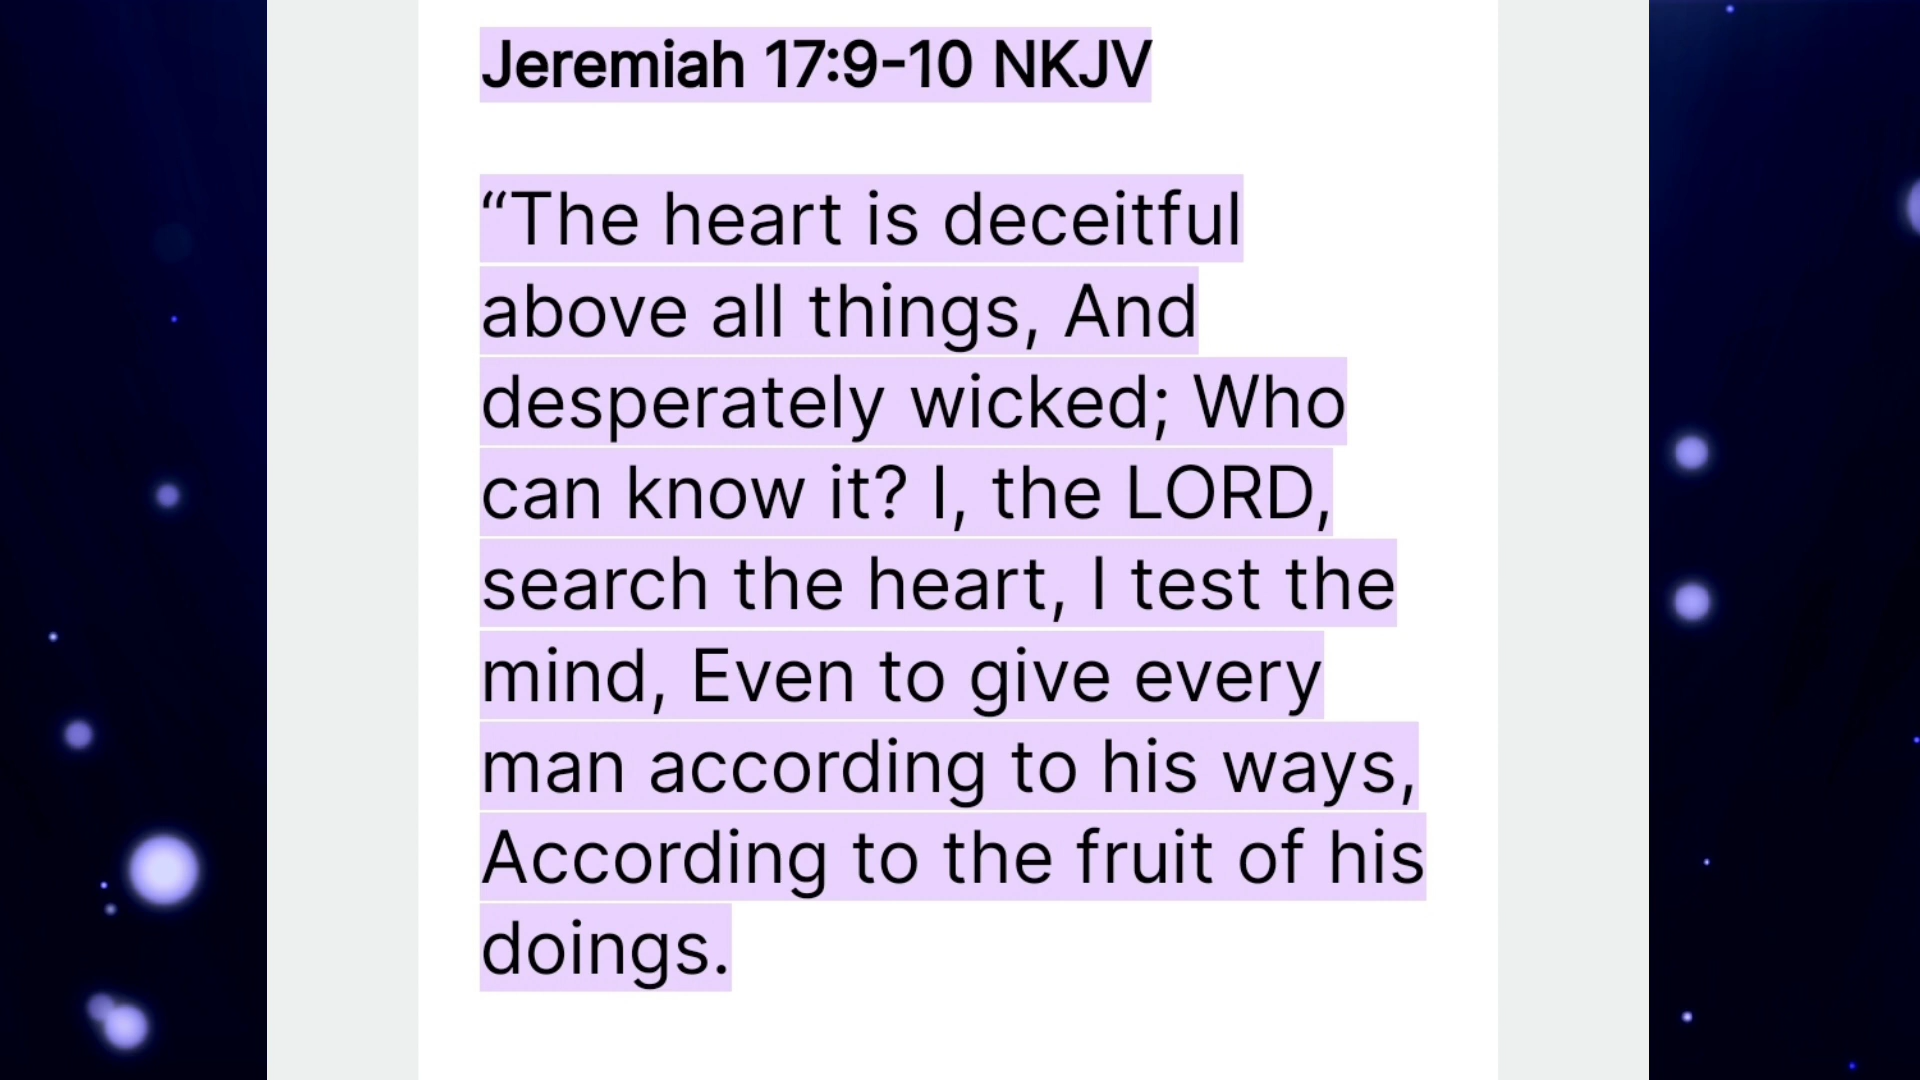 Jeremiah 17:9-10 NKJV
“The heart is deceitful
above all things, And
desperately wicked; Who
can know it? I, the LORD,
search the heart, I test the
mind, Even to give every
man according to his ways,
According to the fruit of his
doings.